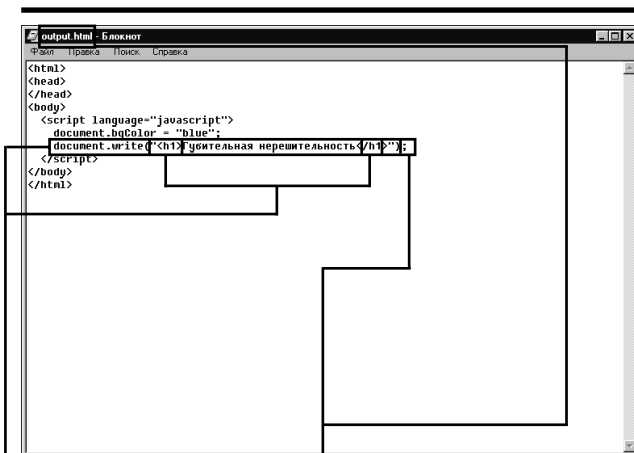 output.html - Блокнот
Файл Правка Поиск Справка
<html>
<head>
</head>
<body>
<script language="javascript">
document.bgColor = "blue";
document.write("<h1>Губительная нерешительность</h1>");
</script>
</body>
</html>